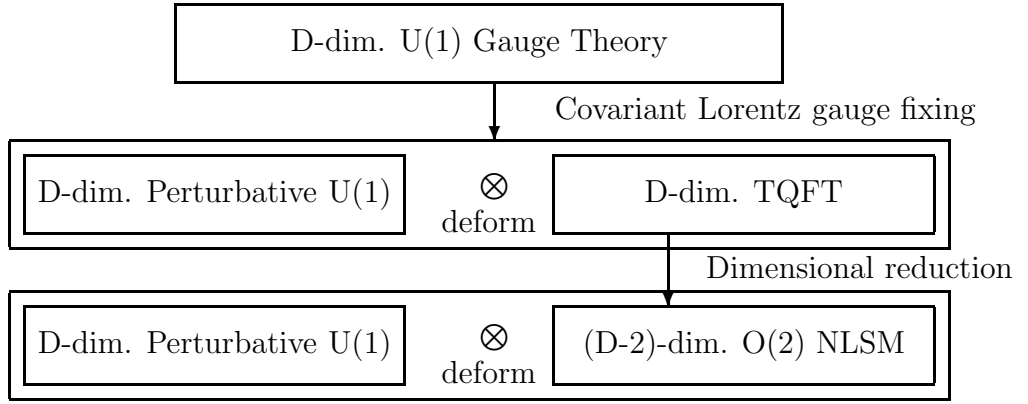 D-dim. U(1) Gauge Theory
Covariant Lorentz gauge fixing
D-dim. Perturbative U(1) ⊗ D-dim. TQFT
deform
Dimensional reduction
D-dim. Perturbative U(1) ⊗ (D-2)-dim. O(2) NLSM
deform